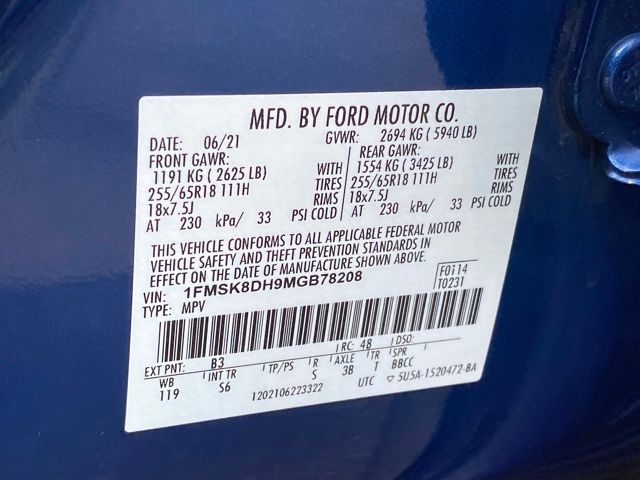 MFD. BY FORD MOTOR CO.
DATE: 06/21 GVWR: 2694 KG ( 5940 LB)
FRONT GAWR: REAR GAWR:
1191 KG ( 2625 LB) WITH 1554 KG ( 3425 LB) WITH
255/65R18 111H TIRES 255/65R18 111H TIRES
18x7.5J RIMS 18x7.5J RIMS
AT 230 kPa/ 33 PSI COLD AT 230 kPa/ 33 PSI COLD
THIS VEHICLE CONFORMS TO ALL APPLICABLE FEDERAL MOTOR
VEHICLE SAFETY AND THEFT PREVENTION STANDARDS IN
EFFECT ON THE DATE OF MANUFACTURE SHOWN ABOVE.
VIN: 1FMSK8DH9MGB78208 F0114
TYPE: MPV T0231
EXT PNT: B3 RC: 48 DSO:
WB INT TR TP/PS R AXLE TR SPR
119 S6 S 3B T BBCC
1202106223322 UTC ▽ 5U5A-1520472-BA